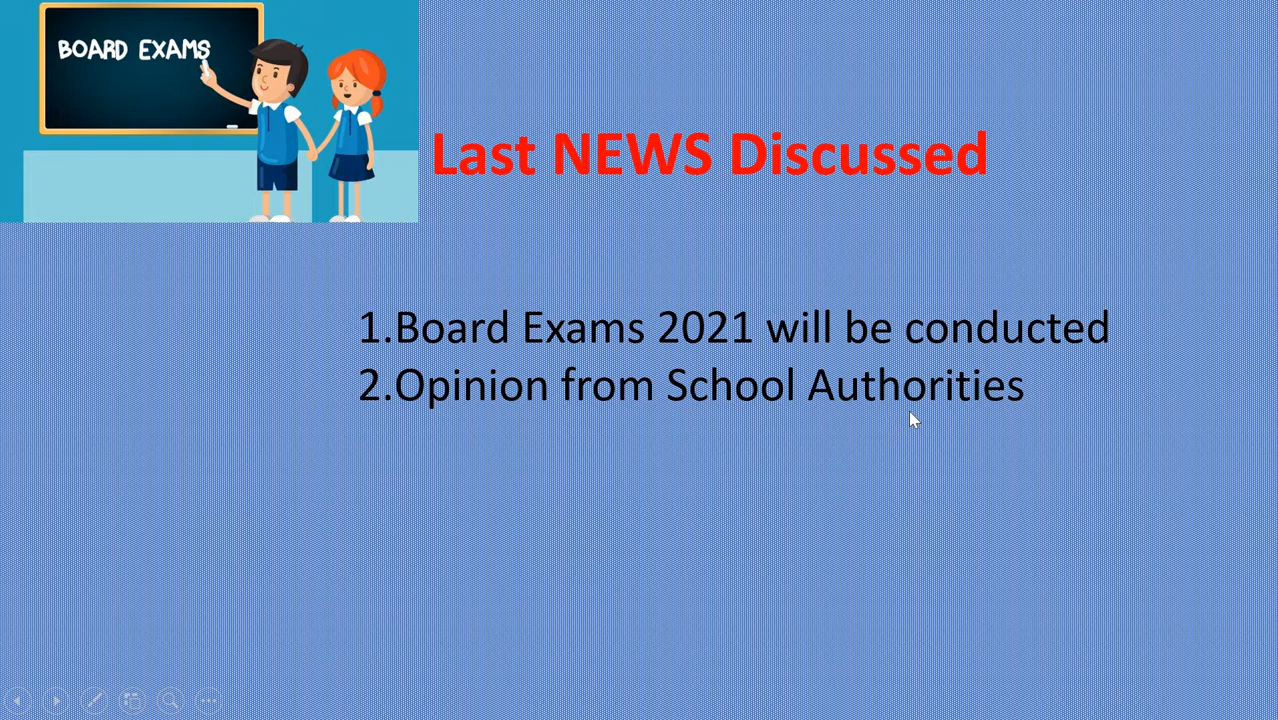 BOARD EXAMS
Last NEWS Discussed
1.Board Exams 2021 will be conducted
2.Opinion from School Authorities